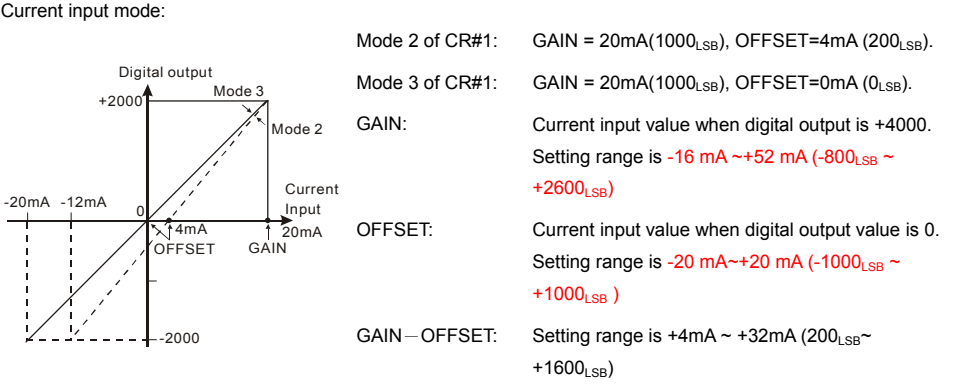 Current input mode:
Digital output
+2000
Mode 3
Mode 2
-20mA
-12mA
0
Current
Input
4mA
20mA
OFFSET
GAIN
-2000
Mode 2 of CR#1: GAIN = 20mA(1000LSB), OFFSET=4mA (200LSB).
Mode 3 of CR#1: GAIN = 20mA(1000LSB), OFFSET=0mA (0LSB).
GAIN: Current input value when digital output is +4000.
Setting range is -16 mA ~+52 mA (-800LSB ~
+2600LSB)
OFFSET: Current input value when digital output value is 0.
Setting range is -20 mA~+20 mA (-1000LSB ~
+1000LSB )
GAIN－OFFSET: Setting range is +4mA ~ +32mA (200LSB~
+1600LSB)